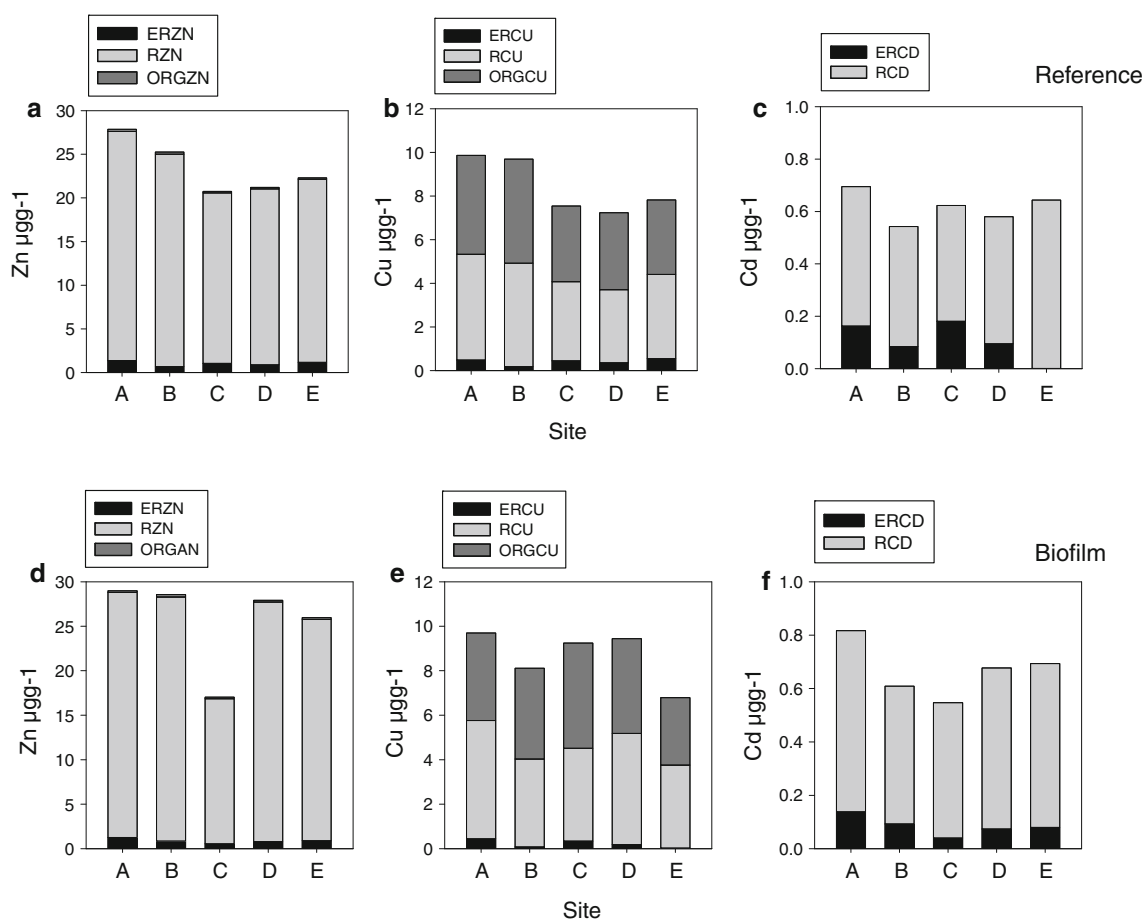 ERZN
RZN
ORGZN
ERCU
RCU
ORGCU
ERCD
RCD
Reference
a
30
25
20
15
10
5
0
Zn µgg-1
A B C D E
b
12
10
8
6
4
2
0
Cu µgg-1
A B C D E
c
1.0
0.8
0.6
0.4
0.2
0.0
Cd µgg-1
A B C D E
Site
ERZN
RZN
ORGAN
ERCU
RCU
ORGCU
ERCD
RCD
Biofilm
d
30
25
20
15
10
5
0
Zn µgg-1
A B C D E
e
12
10
8
6
4
2
0
Cu µgg-1
A B C D E
f
1.0
0.8
0.6
0.4
0.2
0.0
Cd µgg-1
A B C D E
Site